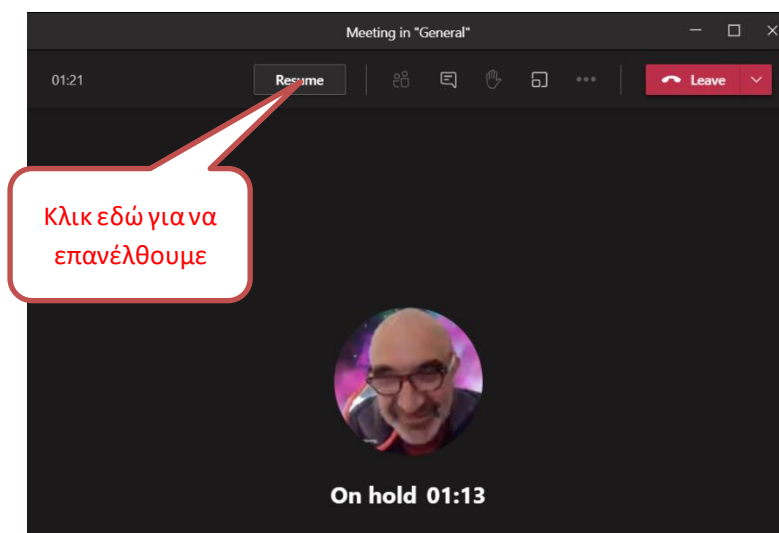 Meeting in "General"
01:21
Resume
Leave
Κλικ εδώ για να
επανέλθουμε
On hold 01:13